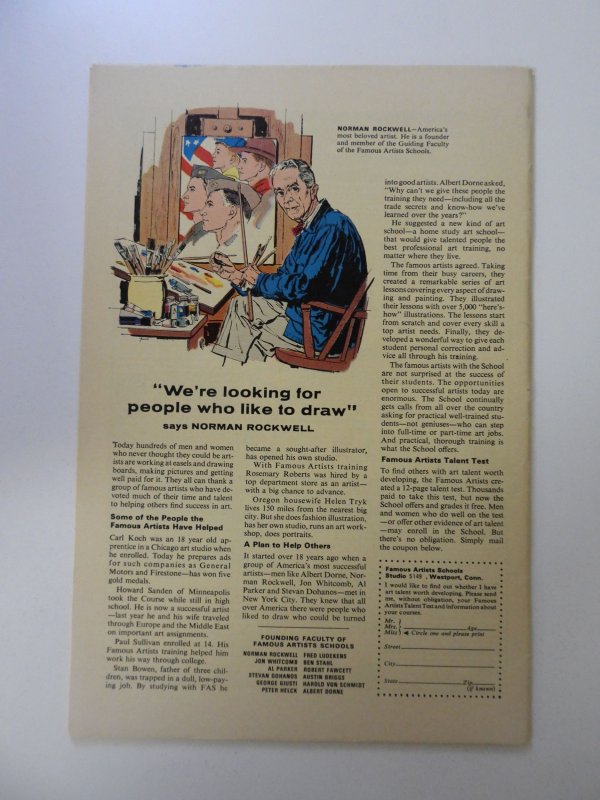 NORMAN ROCKWELL—America's
most beloved artist. He is a founder
and member of the Guiding Faculty
of the Famous Artists Schools.
"We're looking for
people who like to draw"
says NORMAN ROCKWELL
Today hundreds of men and women
who never thought they could be art-
ists are working at easels and drawing
boards, making pictures and getting
well paid for it. They all can thank a
group of famous artists who have de-
voted much of their time and talent
to helping others find success in art.
Some of the People the
Famous Artists Have Helped
Carl Koch was an 18 year old ap-
prentice in a Chicago art studio when
he enrolled. Today he prepares ads
for such companies as General
Motors and Firestone—has won five
gold medals.
Howard Sanden of Minneapolis
took the Course while still in high
school. He is now a successful artist
—last year he and his wife traveled
through Europe and the Middle East
on important art assignments.
Paul Sullivan enrolled at 14. His
Famous Artists training helped him
work his way through college.
Stan Bowen, father of three chil-
dren, was trapped in a dull, low-pay-
ing job. By studying with FAS he
became a sought-after illustrator,
has opened his own studio.
With Famous Artists training
Rosemary Roberts was hired by a
top department store as an artist—
with a big chance to advance.
Oregon housewife Helen Tryk
lives 150 miles from the nearest big
city. But she does fashion illustration,
has her own studio, runs an art work-
shop, does portraits.
A Plan to Help Others
It started over 18 years ago when a
group of America's most successful
artists—men like Albert Dorne, Nor-
man Rockwell, Jon Whitcomb, Al
Parker and Stevan Dohanos—met in
New York City. They knew that all
over America there were people who
liked to draw who could be turned
FOUNDING FACULTY OF
FAMOUS ARTISTS SCHOOLS
NORMAN ROCKWELL FRED LUDEKENS
JON WHITCOMB BEN STAHL
AL PARKER ROBERT FAWCETT
STEVAN DOHANOS AUSTIN BRIGGS
GEORGE GIUSTI HAROLD VON SCHMIDT
PETER HELCK ALBERT DORNE
into good artists. Albert Dorne asked,
"Why can't we give these people the
training they need—including all the
trade secrets and know-how we've
learned over the years?"
He suggested a new kind of art
school—a home study art school—
that would give talented people the
best professional art training, no
matter where they live.
The famous artists agreed. Taking
time from their busy careers, they
created a remarkable series of art
lessons covering every aspect of draw-
ing and painting. They illustrated
their lessons with over 5,000 "here's-
how" illustrations. The lessons start
from scratch and cover every skill a
top artist needs. Finally, they de-
veloped a wonderful way to give each
student personal correction and ad-
vice all through his training.
The famous artists with the School
are not surprised at the success of
their students. The opportunities
open to successful artists today are
enormous. The School continually
gets calls from all over the country
asking for practical well-trained stu-
dents—not geniuses—who can step
into full-time or part-time art jobs.
And practical, thorough training is
what the School offers.
Famous Artists Talent Test
To find others with art talent worth
developing, the Famous Artists cre-
ated a 12-page talent test. Thousands
paid to take this test, but now the
School offers and grades it free. Men
and women who do well on the test
—or offer other evidence of art talent
—may enroll in the School. But
there's no obligation. Simply mail
the coupon below.
Famous Artists Schools
Studio 5149, Westport, Conn.
I would like to find out whether I have
art talent worth developing. Please send
me, without obligation, your Famous
Artists Talent Test and information about
your courses.
Mr.
Mrs. Age
Miss Circle one and please print
Street
City
State Zip
(if known)